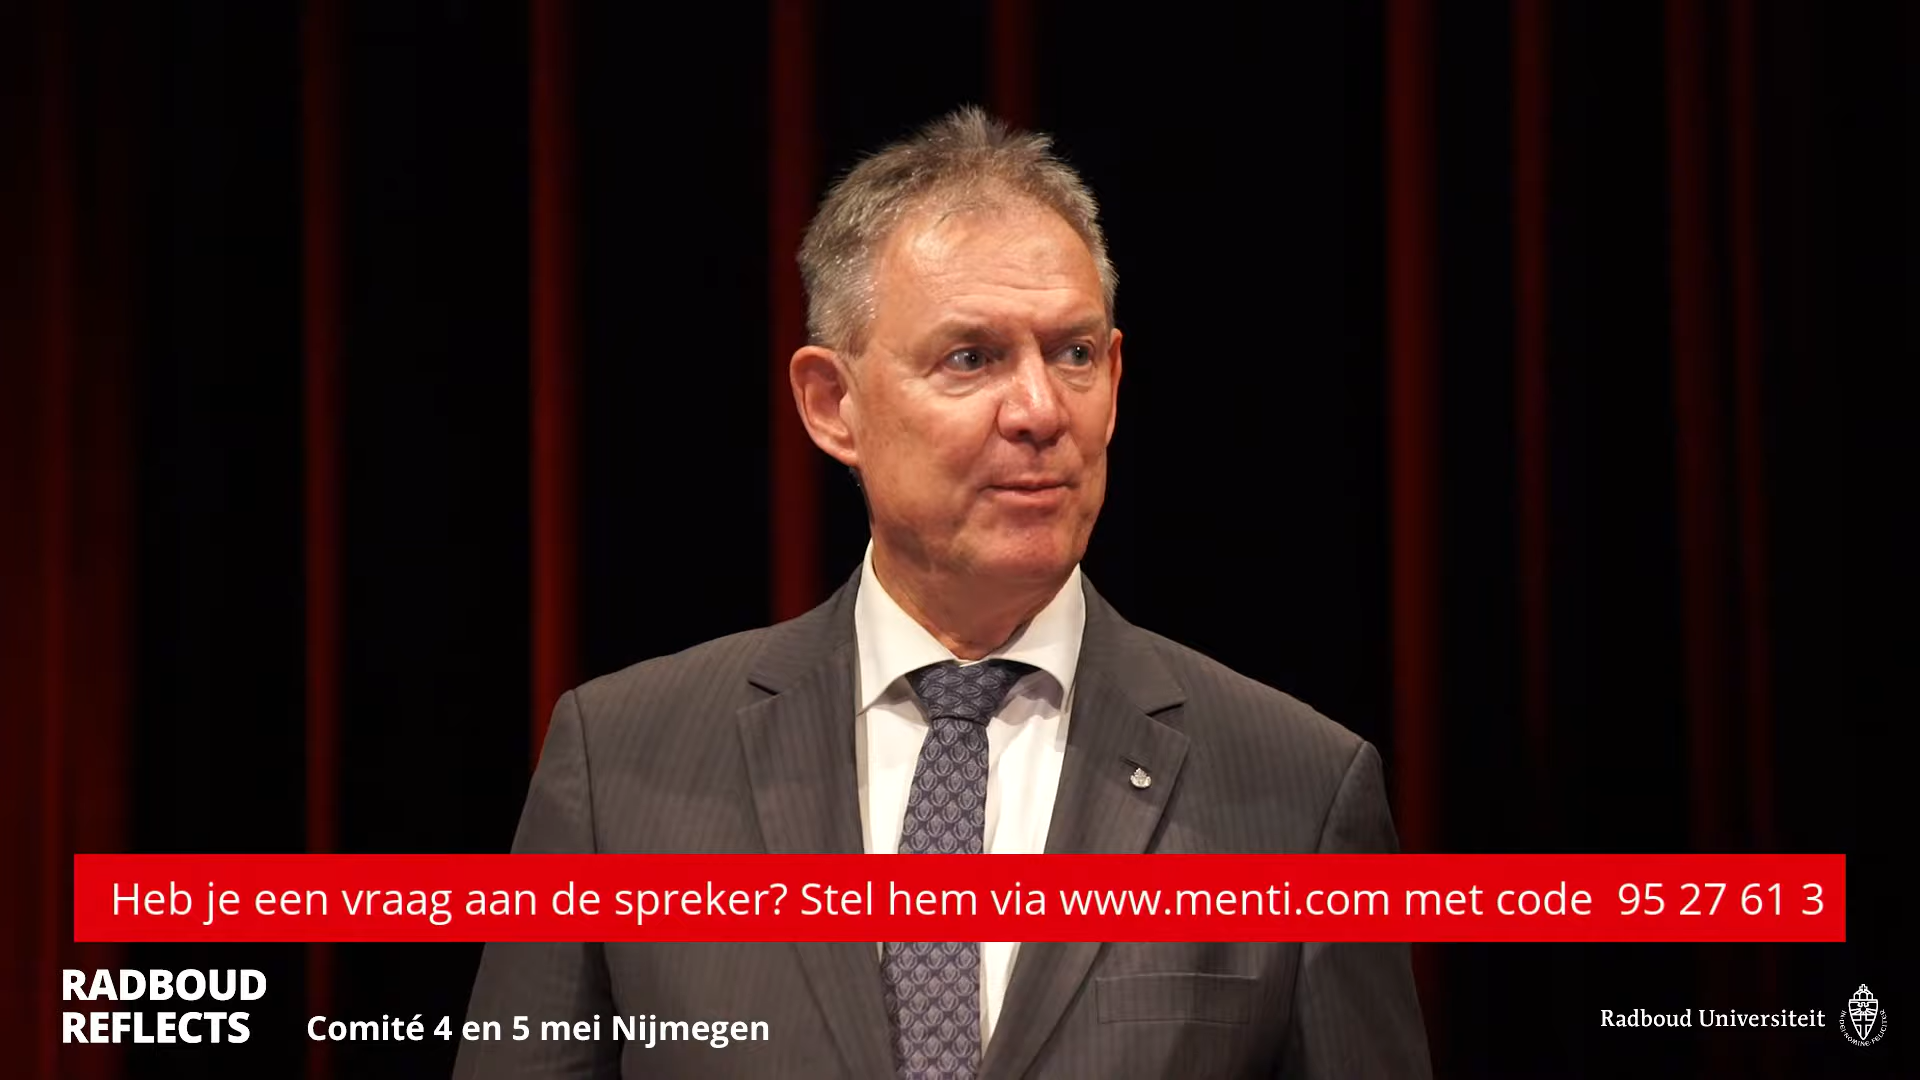 Heb je een vraag aan de spreker? Stel hem via www.menti.com met code 95 27 61 3
RADBOUD
REFLECTS
Comité 4 en 5 mei Nijmegen
Radboud Universiteit